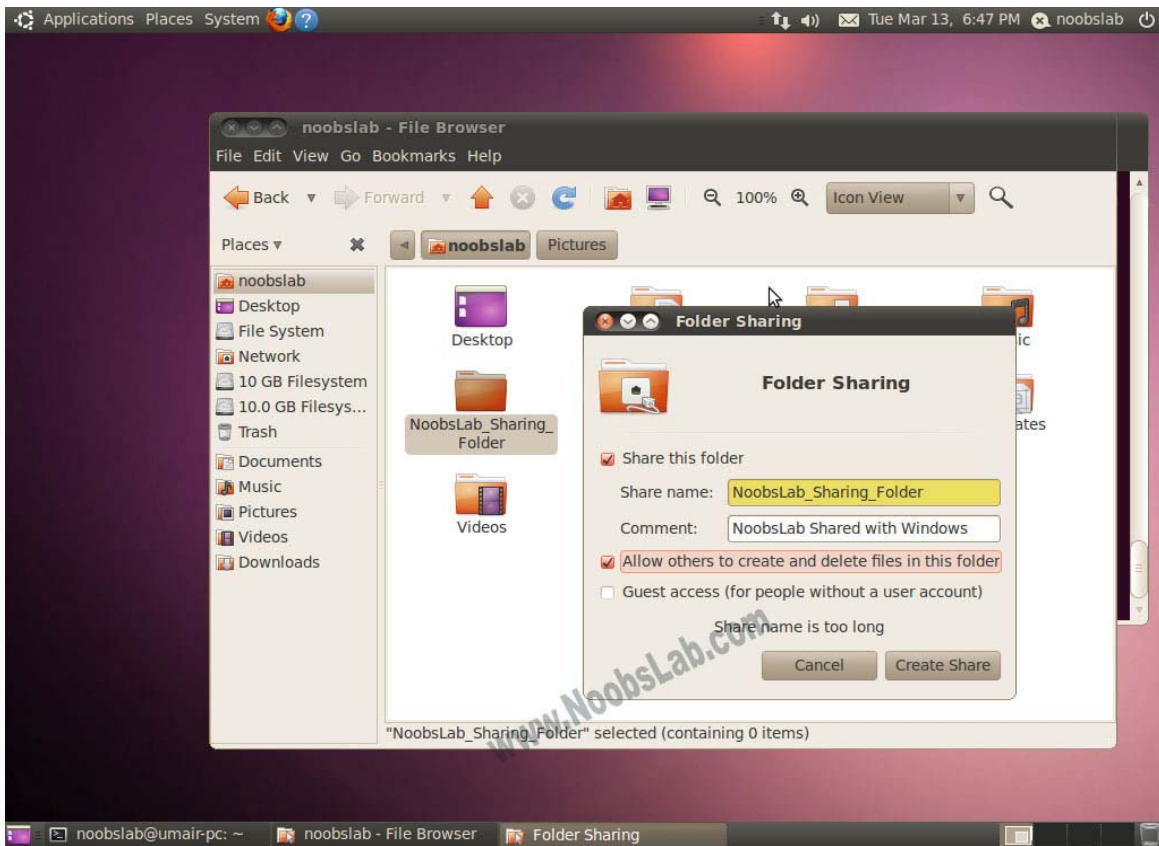 Applications Places System
Tue Mar 13, 6:47 PM noobslab
noobslab - File Browser
File Edit View Go Bookmarks Help
Back Forward 100% Icon View
Places
noobslab Pictures
noobslab
Desktop
File System
Network
10 GB Filesystem
10.0 GB Filesys...
Trash
Documents
Music
Pictures
Videos
Downloads
Desktop
ic
NoobsLab_Sharing_
Folder
ates
Videos
Folder Sharing
Folder Sharing
Share this folder
Share name: NoobsLab_Sharing_Folder
Comment: NoobsLab Shared with Windows
Allow others to create and delete files in this folder
Guest access (for people without a user account)
Share name is too long
Cancel Create Share
www.NoobsLab.com
"NoobsLab_Sharing_Folder" selected (containing 0 items)
noobslab@umair-pc: ~ noobslab - File Browser Folder Sharing